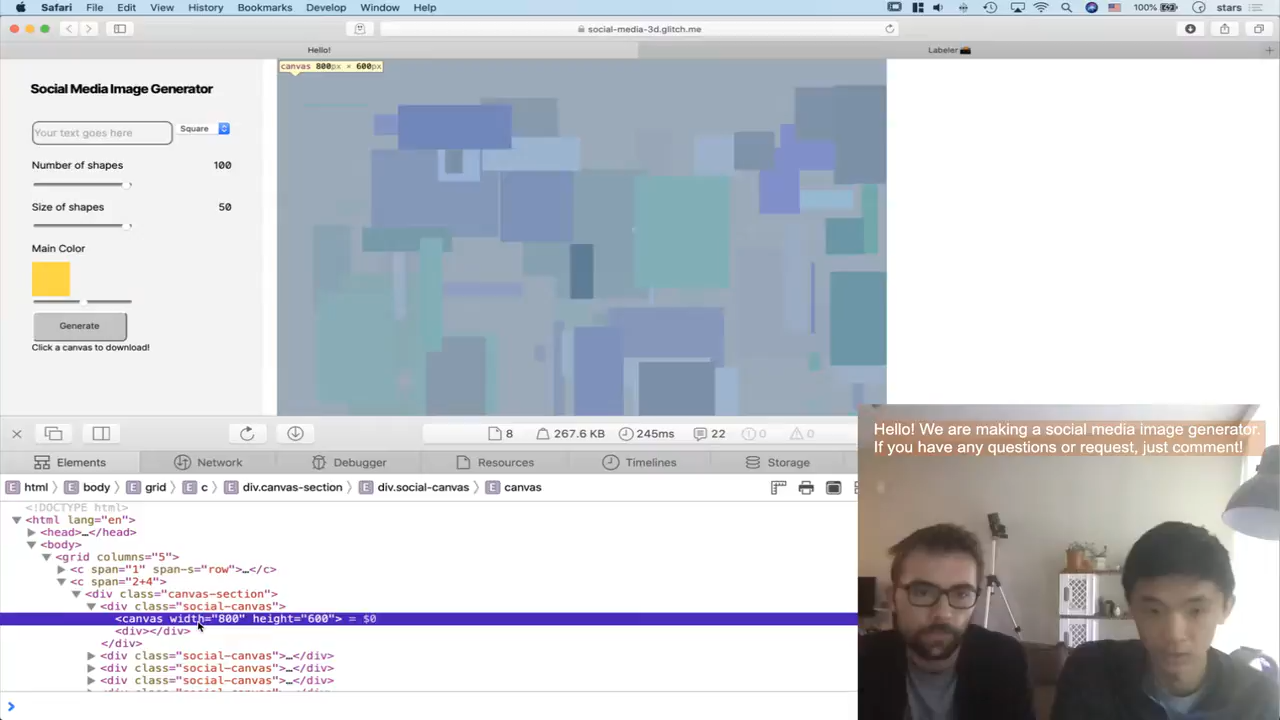 Safari File Edit View History Bookmarks Develop Window Help 100% stars
social-media-3d.glitch.me
Hello! Labeler
canvas 800px × 600px
Social Media Image Generator
Your text goes here Square
Number of shapes 100
Size of shapes 50
Main Color
Generate
Click a canvas to download!
8 267.6 KB 245ms 22 0 0
Elements Network Debugger Resources Timelines Storage
E html E body E grid E c E div.canvas-section E div.social-canvas E canvas
<!DOCTYPE html>
<html lang="en">
<head>…</head>
<body>
<grid columns="5">
<c span="1" span-s="row">…</c>
<c span="2+4">
<div class="canvas-section">
<div class="social-canvas">
<canvas width="800" height="600"> = $0
<div></div>
</div>
<div class="social-canvas">…</div>
<div class="social-canvas">…</div>
<div class="social-canvas">…</div>
>
Hello! We are making a social media image generator.
If you have any questions or request, just comment!